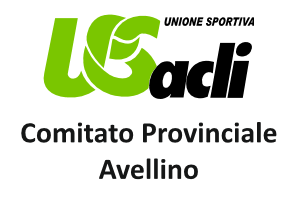 UNIONE SPORTIVA
US acli
Comitato Provinciale
Avellino